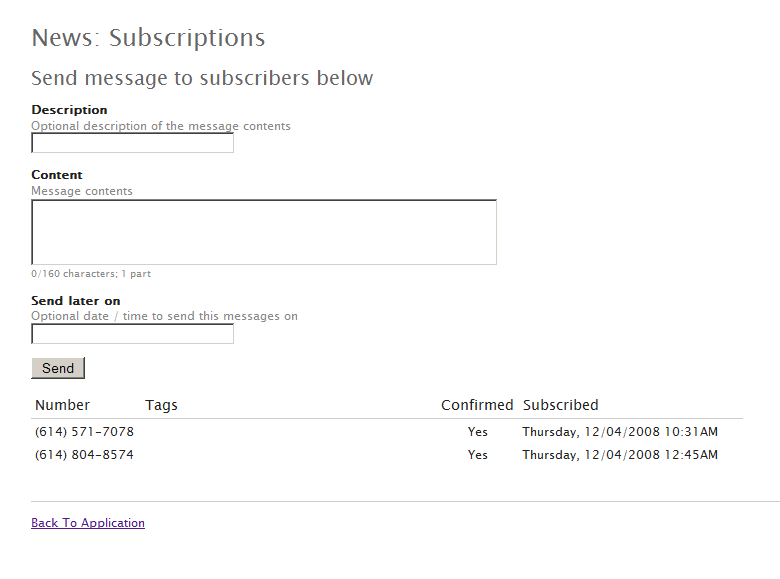 News: Subscriptions
Send message to subscribers below
Description
Optional description of the message contents
Content
Message contents
0/160 characters; 1 part
Send later on
Optional date / time to send this messages on
Send
Number Tags Confirmed Subscribed
(614) 571-7078 Yes Thursday, 12/04/2008 10:31AM
(614) 804-8574 Yes Thursday, 12/04/2008 12:45AM
Back To Application